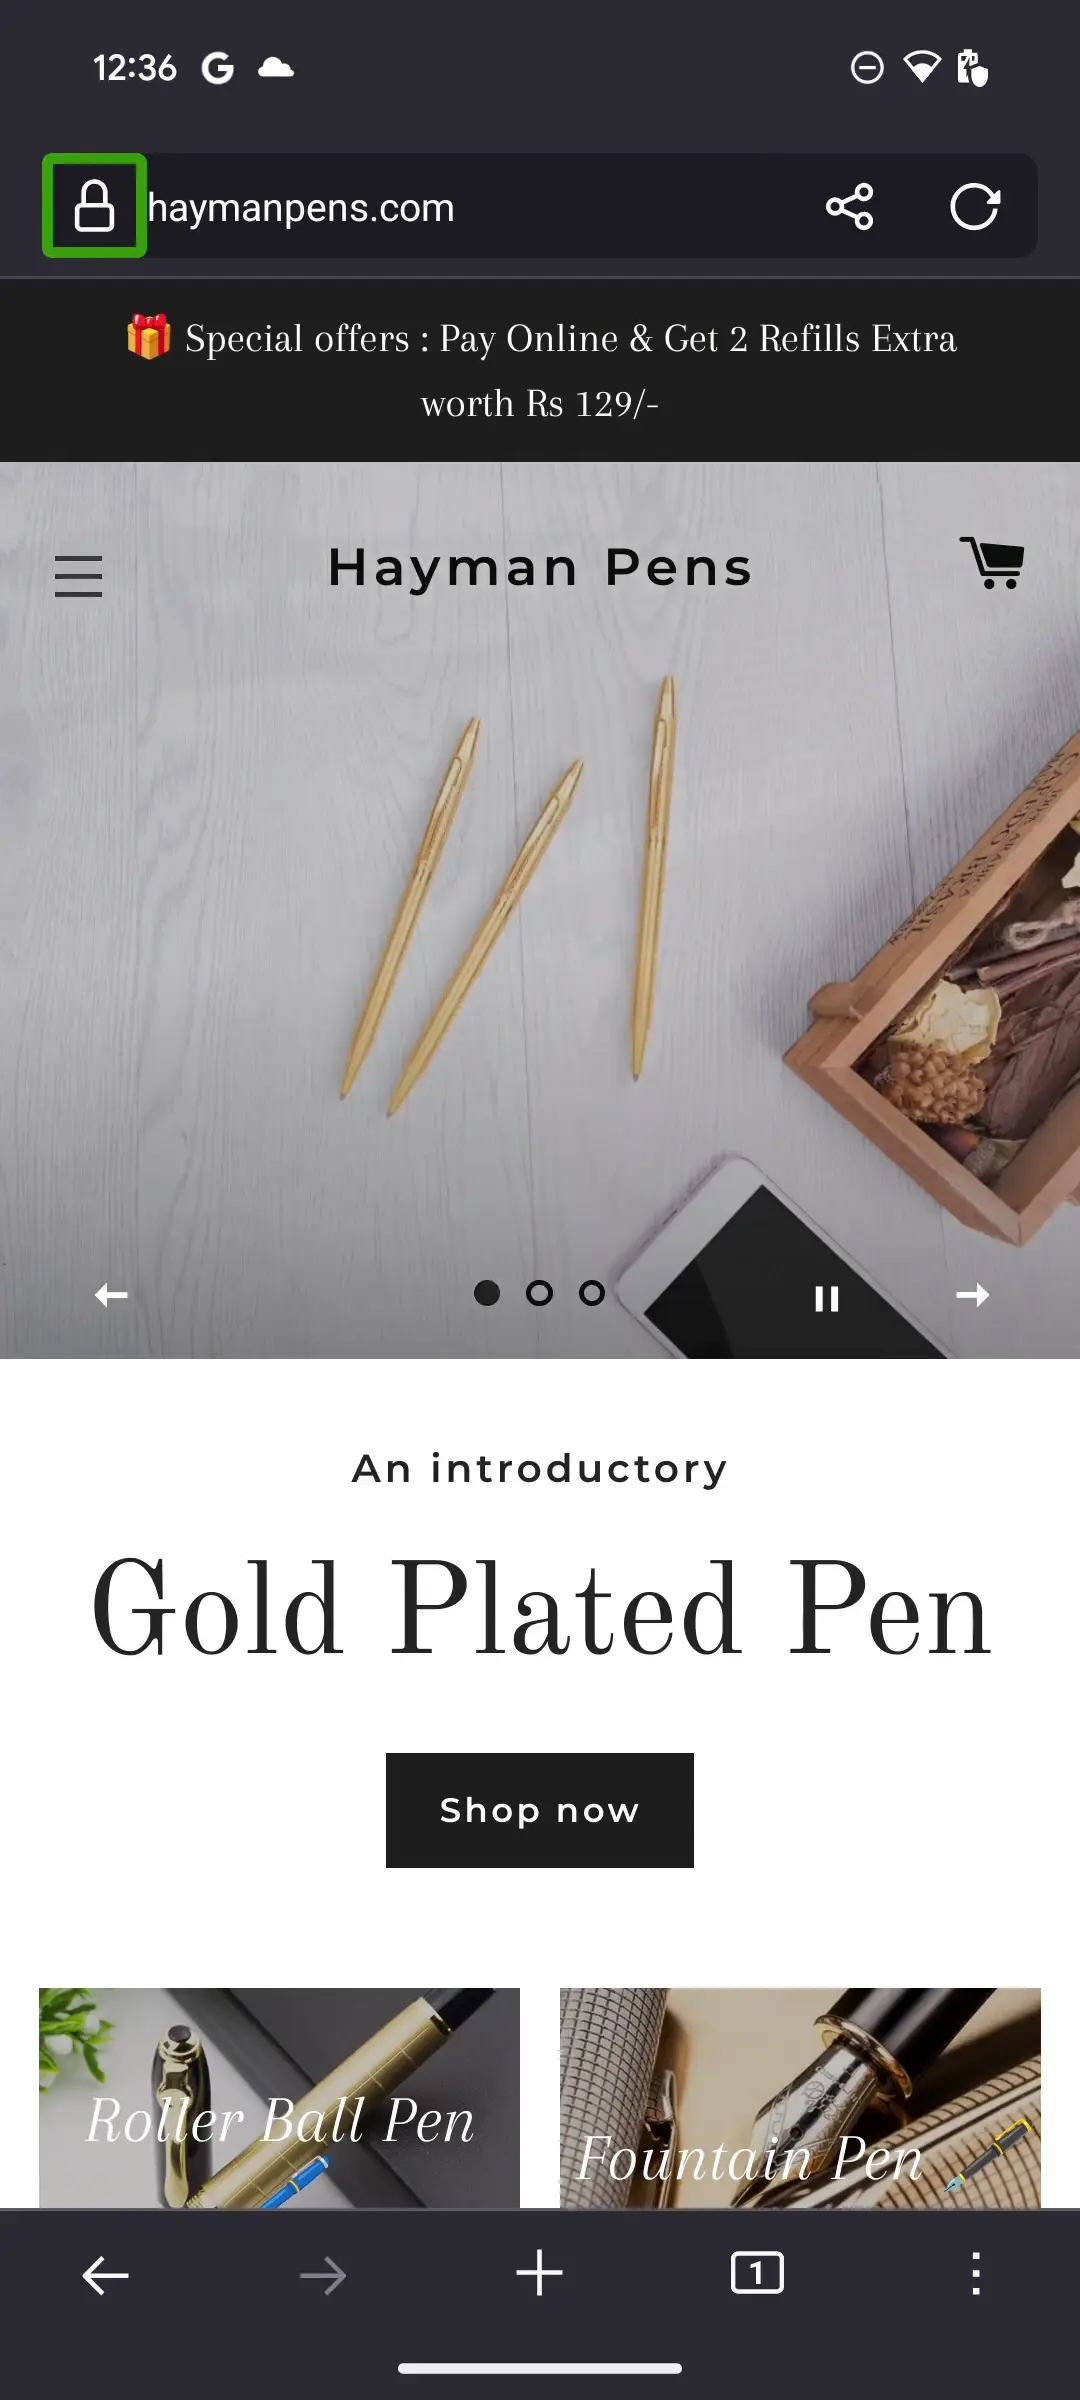 12:36
haymanpens.com
🎁 Special offers : Pay Online & Get 2 Refills Extra
worth Rs 129/-
Hayman Pens
An introductory
Gold Plated Pen
Shop now
Roller Ball Pen
Fountain Pen
1